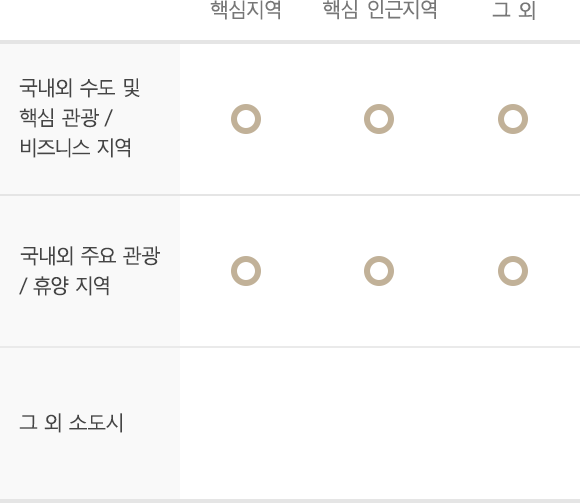 핵심지역 핵심 인근지역 그 외
국내외 수도 및
핵심 관광 /
비즈니스 지역
국내외 주요 관광
/ 휴양 지역
그 외 소도시